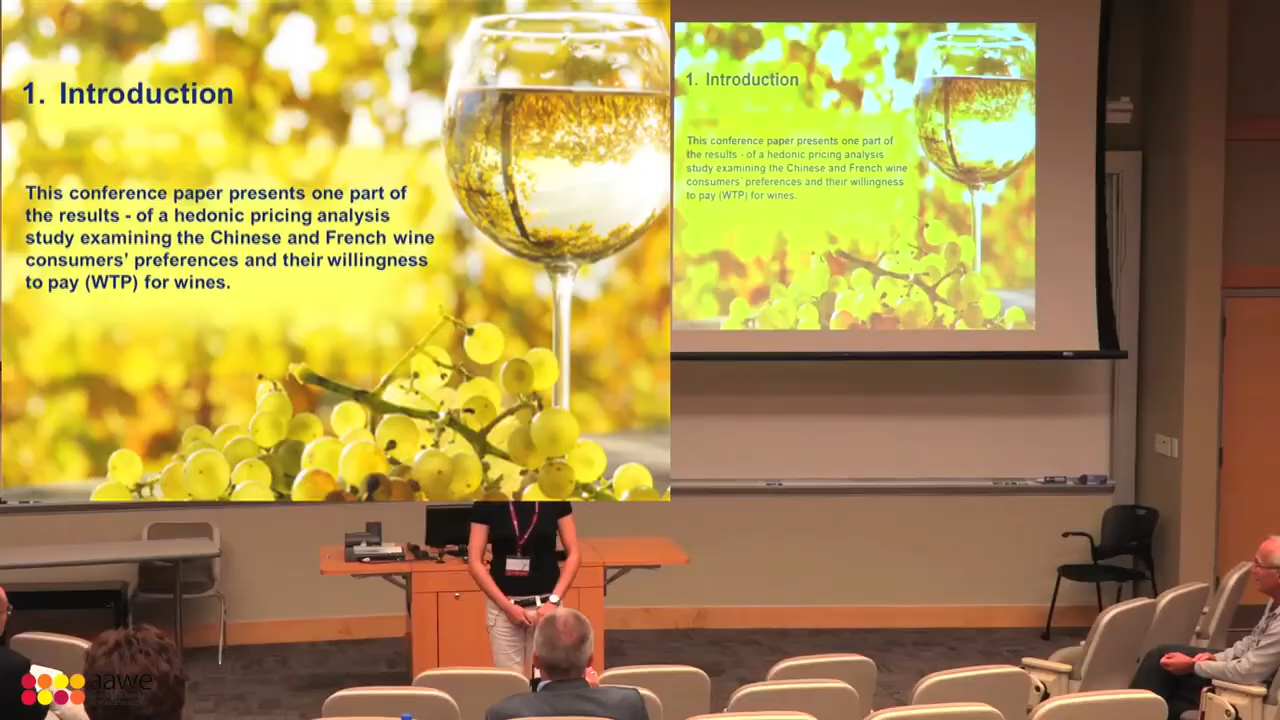 1. Introduction
This conference paper presents one part of
the results - of a hedonic pricing analysis
study examining the Chinese and French wine
consumers' preferences and their willingness
to pay (WTP) for wines.
1. Introduction
This conference paper presents one part of
the results - of a hedonic pricing analysis
study examining the Chinese and French wine
consumers' preferences and their willingness
to pay (WTP) for wines.
aawe